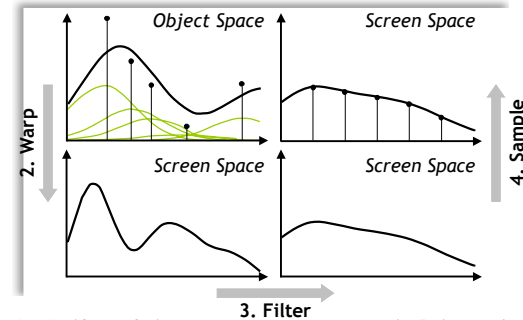 Object Space
Screen Space
2. Warp
4. Sample
Screen Space
Screen Space
3. Filter